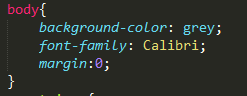 body{
background-color: grey;
font-family: Calibri;
margin:0;
}